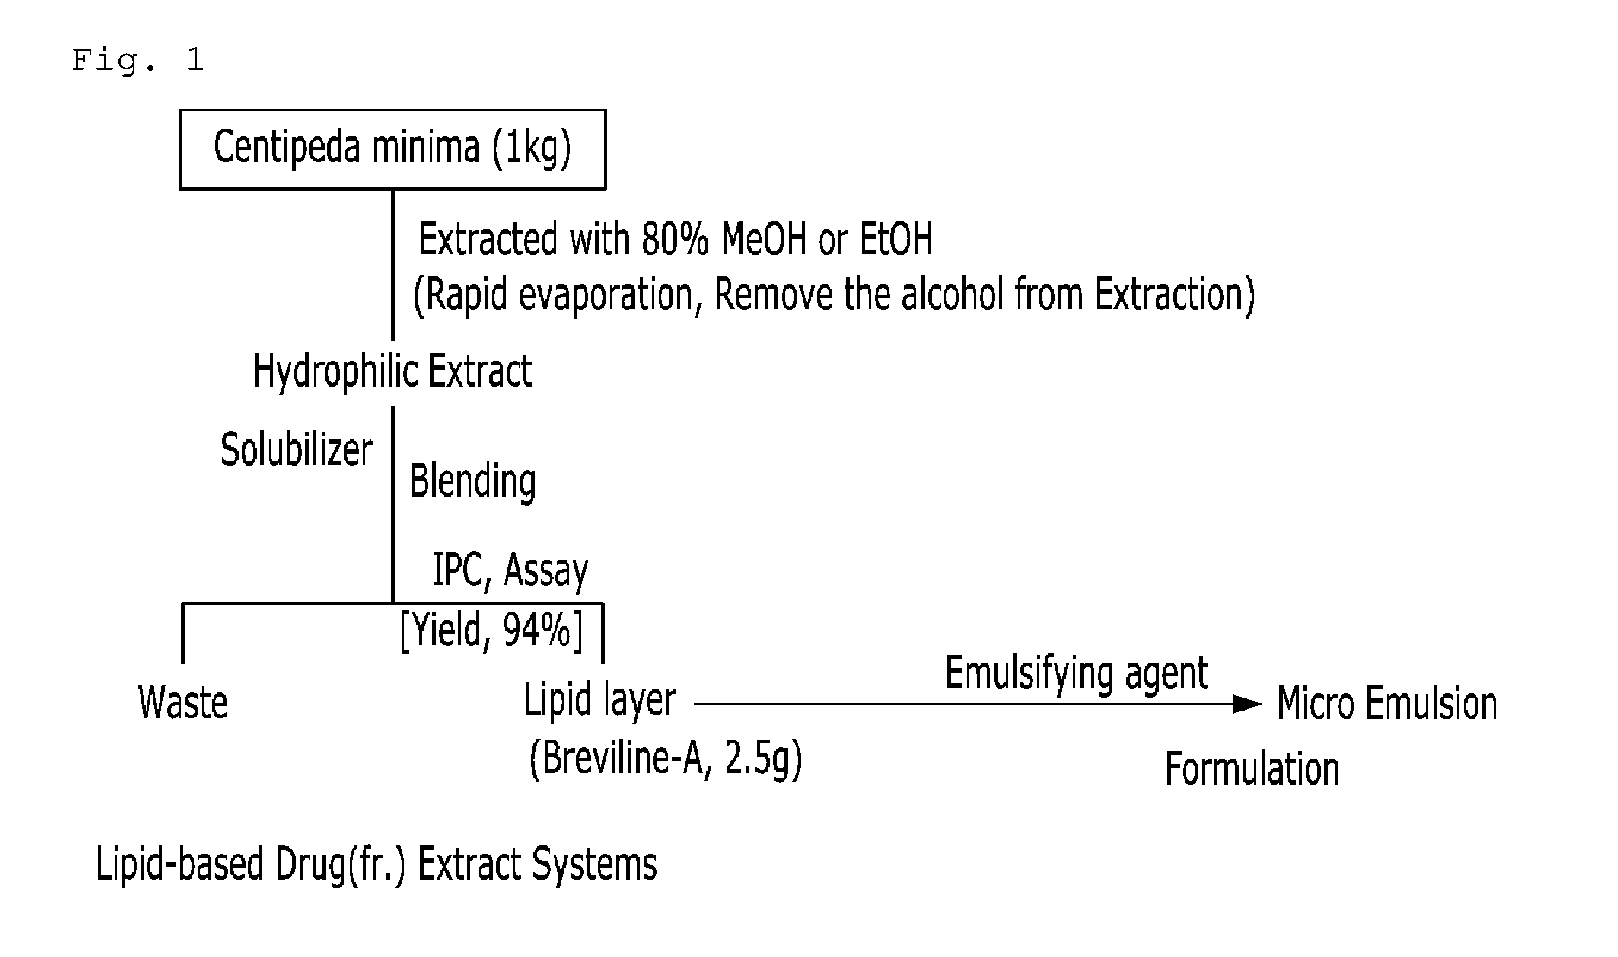 Fig. 1
Centipeda minima (1kg)
Extracted with 80% MeOH or EtOH
(Rapid evaporation, Remove the alcohol from Extraction)
Hydrophilic Extract
Solubilizer
Blending
IPC, Assay
[Yield, 94%]
Waste
Lipid layer
(Breviline-A, 2.5g)
Emulsifying agent
Micro Emulsion
Formulation
Lipid-based Drug(fr.) Extract Systems